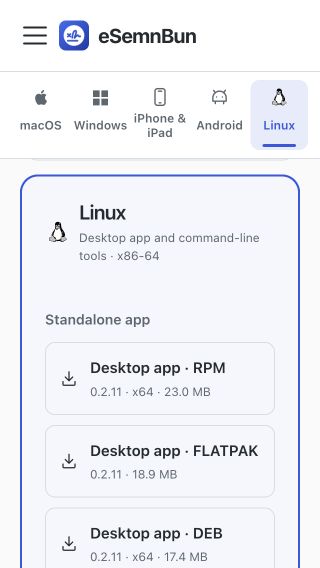 eSemnBun
macOS
Windows
iPhone &
iPad
Android
Linux
Linux
Desktop app and command-line
tools · x86-64
Standalone app
Desktop app · RPM
0.2.11 · x64 · 23.0 MB
Desktop app · FLATPAK
0.2.11 · 18.9 MB
Desktop app · DEB
0.2.11 · x64 · 17.4 MB